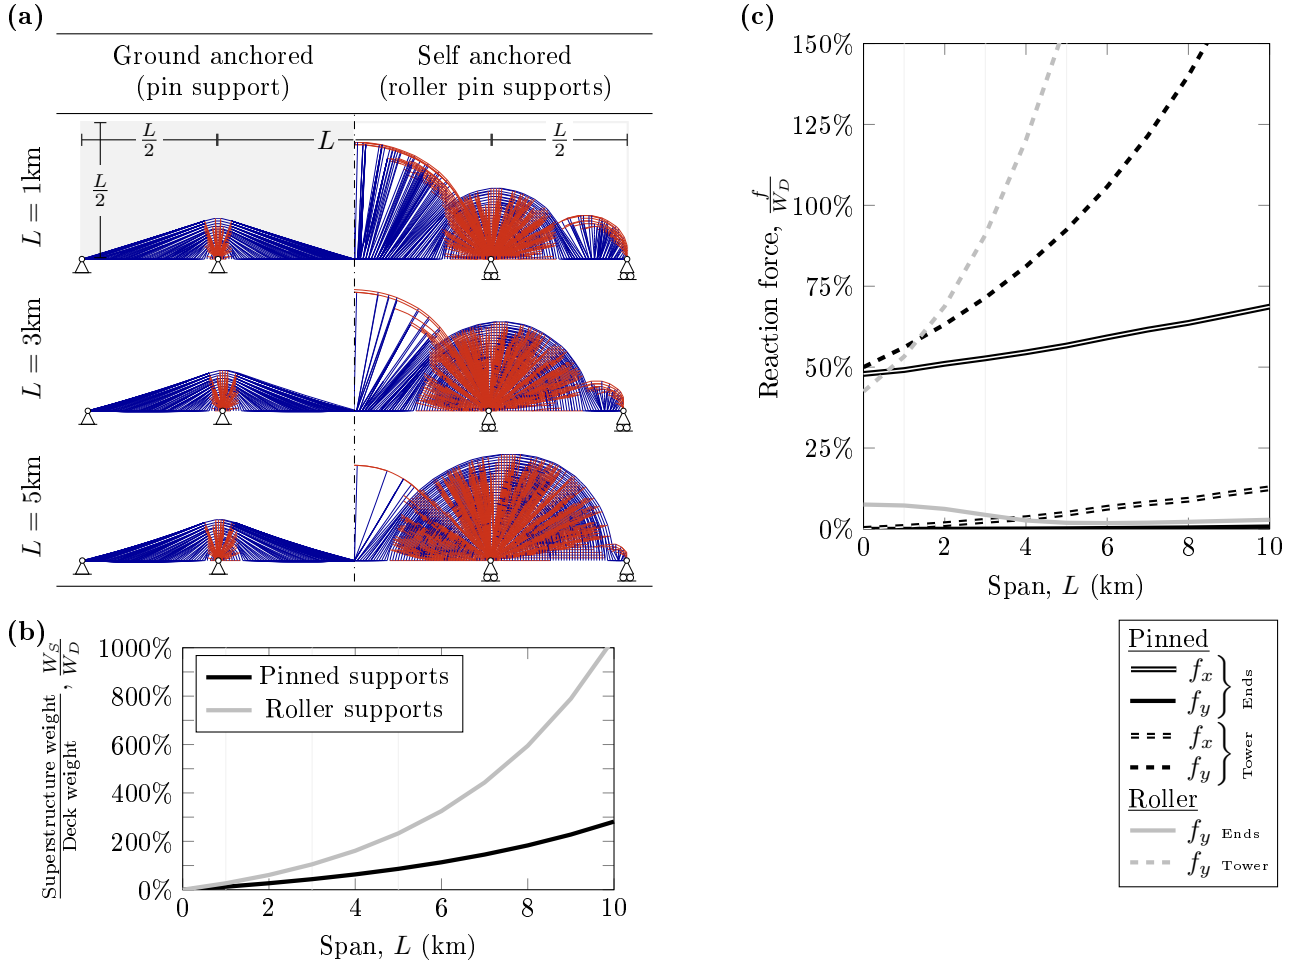 (a)
Ground anchored
(pin support)
Self anchored
(roller pin supports)
L/2
L
L/2
L/2
L = 1km
L = 3km
L = 5km
(b)
Superstructure weight/Deck weight, W_S/W_D
1000%
800%
600%
400%
200%
0%
Pinned supports
Roller supports
0 2 4 6 8 10
Span, L (km)
(c)
Reaction force, f/W_D
150%
125%
100%
75%
50%
25%
0%
0 2 4 6 8 10
Span, L (km)
Pinned
f_x
f_y
Ends
f_x
f_y
Tower
Roller
f_y Ends
f_y Tower